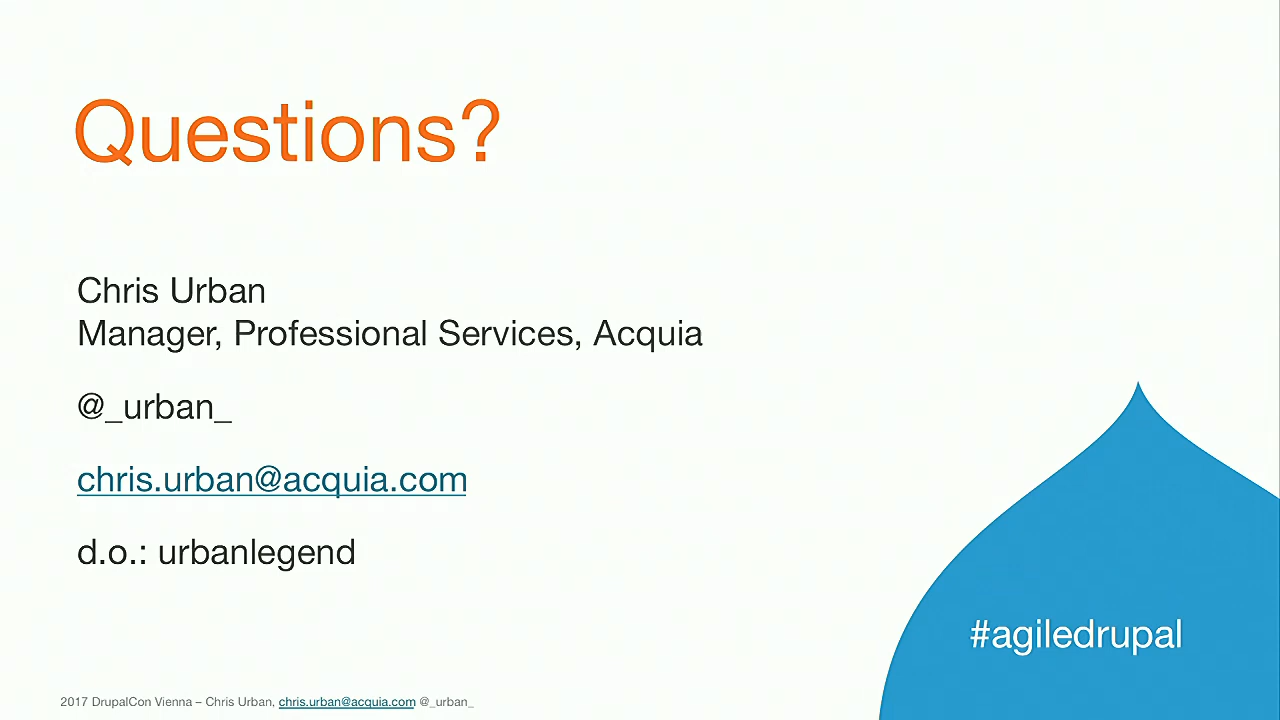 Questions?
Chris Urban
Manager, Professional Services, Acquia
@_urban_
chris.urban@acquia.com
d.o.: urbanlegend
#agiledrupal
2017 DrupalCon Vienna – Chris Urban, chris.urban@acquia.com @_urban_